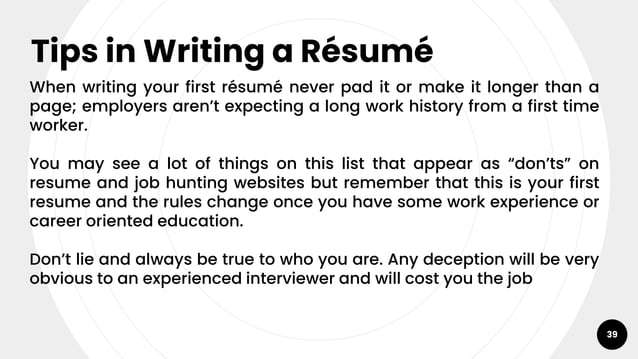 Tips in Writing a Résumé
When writing your first résumé never pad it or make it longer than a
page; employers aren’t expecting a long work history from a first time
worker.
You may see a lot of things on this list that appear as “don’ts” on
resume and job hunting websites but remember that this is your first
resume and the rules change once you have some work experience or
career oriented education.
Don’t lie and always be true to who you are. Any deception will be very
obvious to an experienced interviewer and will cost you the job
39